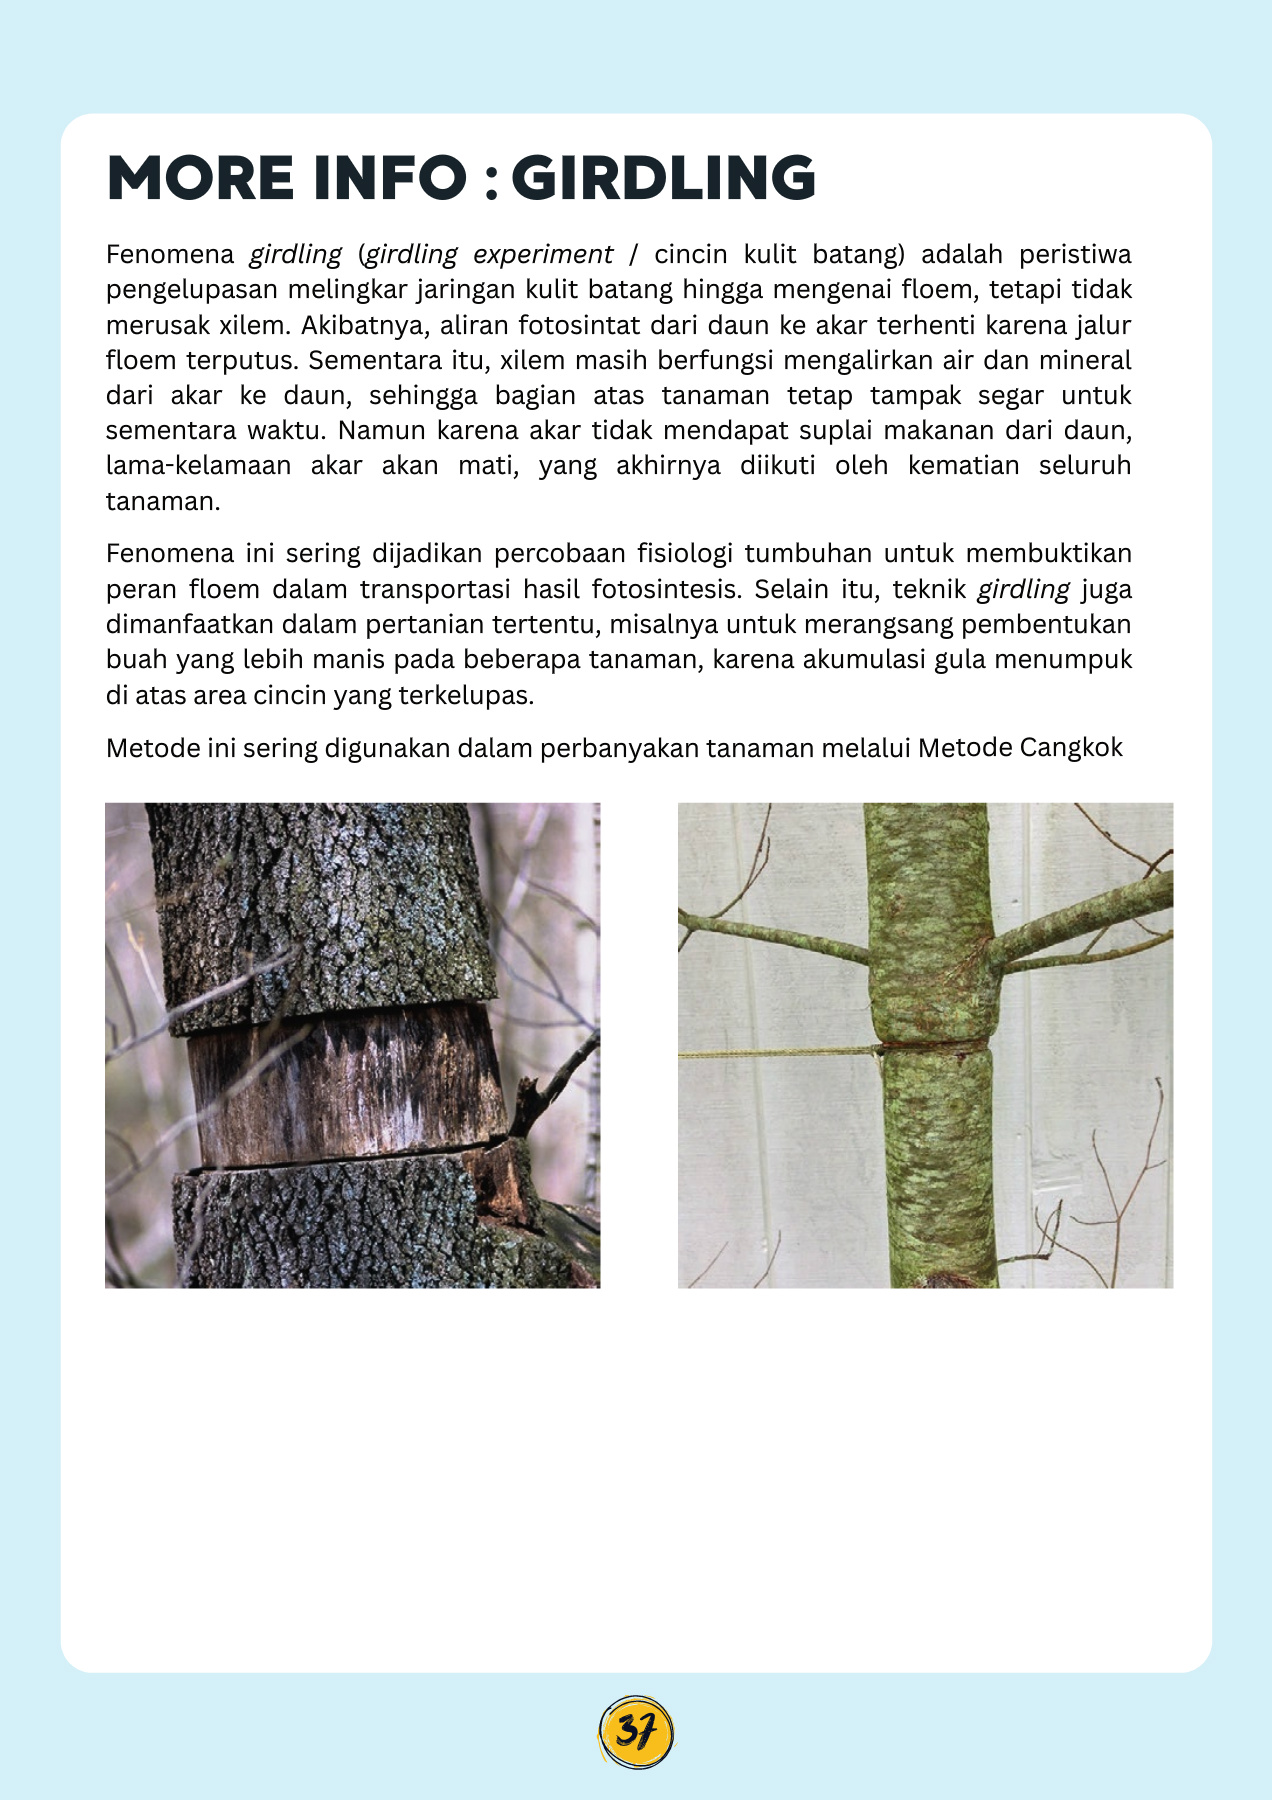 MORE INFO : GIRDLING
Fenomena girdling (girdling experiment / cincin kulit batang) adalah peristiwa
pengelupasan melingkar jaringan kulit batang hingga mengenai floem, tetapi tidak
merusak xilem. Akibatnya, aliran fotosintat dari daun ke akar terhenti karena jalur
floem terputus. Sementara itu, xilem masih berfungsi mengalirkan air dan mineral
dari akar ke daun, sehingga bagian atas tanaman tetap tampak segar untuk
sementara waktu. Namun karena akar tidak mendapat suplai makanan dari daun,
lama-kelamaan akar akan mati, yang akhirnya diikuti oleh kematian seluruh
tanaman.
Fenomena ini sering dijadikan percobaan fisiologi tumbuhan untuk membuktikan
peran floem dalam transportasi hasil fotosintesis. Selain itu, teknik girdling juga
dimanfaatkan dalam pertanian tertentu, misalnya untuk merangsang pembentukan
buah yang lebih manis pada beberapa tanaman, karena akumulasi gula menumpuk
di atas area cincin yang terkelupas.
Metode ini sering digunakan dalam perbanyakan tanaman melalui Metode Cangkok
37